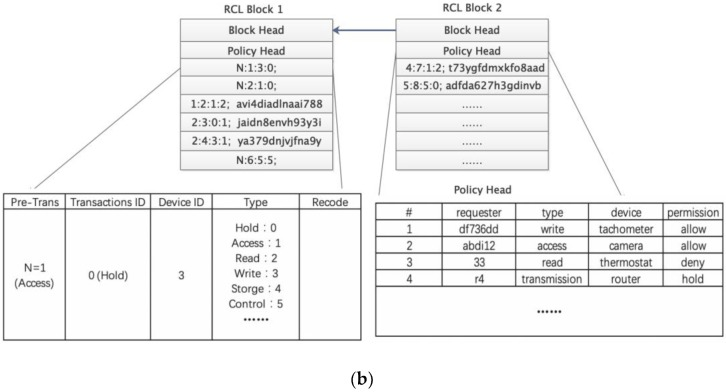 RCL Block 1
Block Head
Policy Head
N:1:3:0;
N:2:1:0;
1:2:1:2; avi4diadlnaai788
2:3:0:1; jaidn8envh93y3i
2:4:3:1; ya379dnjvjfna9y
N:6:5:5;
RCL Block 2
Block Head
Policy Head
4:7:1:2; t73ygfdmxkfo8aad
5:8:5:0; adfda627h3gdinvb
……
……
……
……
Pre-Trans Transactions ID Device ID Type Recode
N=1
(Access)
0 (Hold)
3
Hold : 0
Access : 1
Read : 2
Write : 3
Storge : 4
Control : 5
……
Policy Head
# requester type device permission
1 df736dd write tachometer allow
2 abdi12 access camera allow
3 33 read thermostat deny
4 r4 transmission router hold
……
(b)